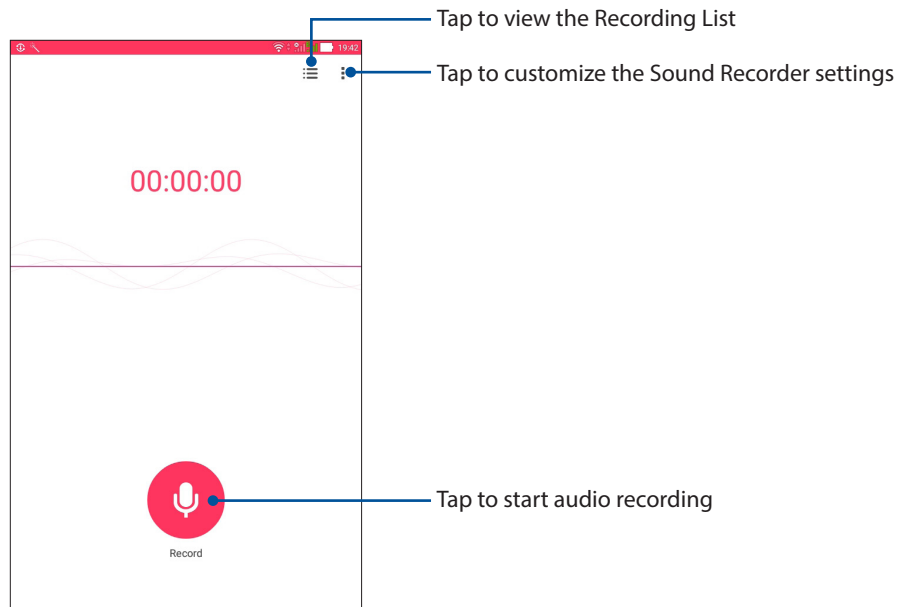 Tap to view the Recording List
19:42
Tap to customize the Sound Recorder settings
00:00:00
Tap to start audio recording
Record